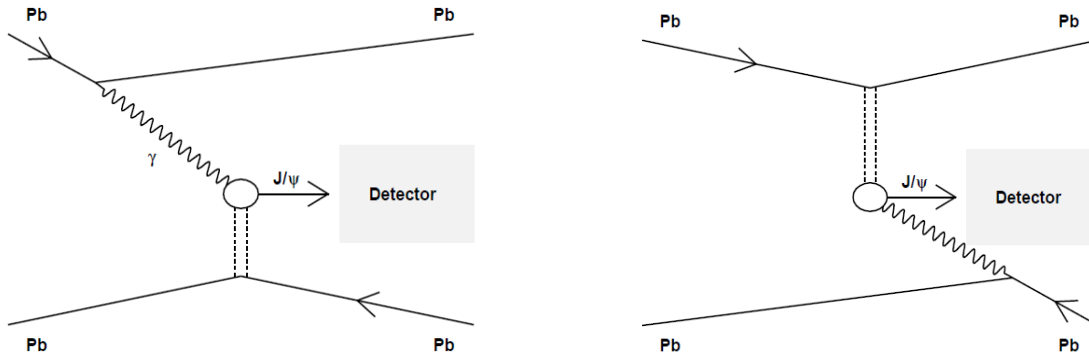 Pb Pb
γ
J/ψ
Detector
Pb Pb
Pb Pb
J/ψ
Detector
Pb Pb